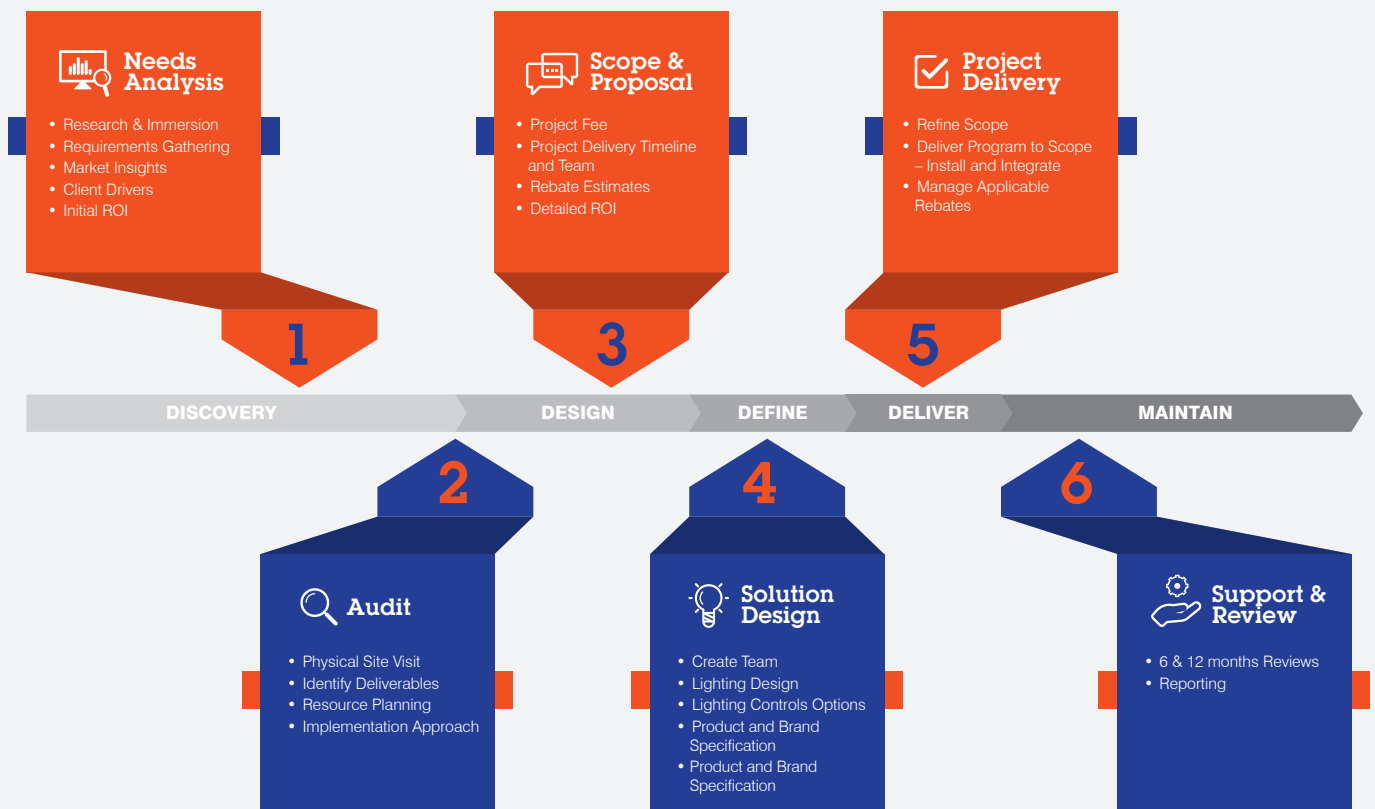 Needs
Analysis
• Research & Immersion
• Requirements Gathering
• Market Insights
• Client Drivers
• Initial ROI
1
Scope &
Proposal
• Project Fee
• Project Delivery Timeline
and Team
• Rebate Estimates
• Detailed ROI
3
Project
Delivery
• Refine Scope
• Deliver Program to Scope
– Install and Integrate
• Manage Applicable
Rebates
5
DISCOVERY
DESIGN
DEFINE
DELIVER
MAINTAIN
2
Audit
• Physical Site Visit
• Identify Deliverables
• Resource Planning
• Implementation Approach
4
Solution
Design
• Create Team
• Lighting Design
• Lighting Controls Options
• Product and Brand
Specification
• Product and Brand
Specification
6
Support &
Review
• 6 & 12 months Reviews
• Reporting